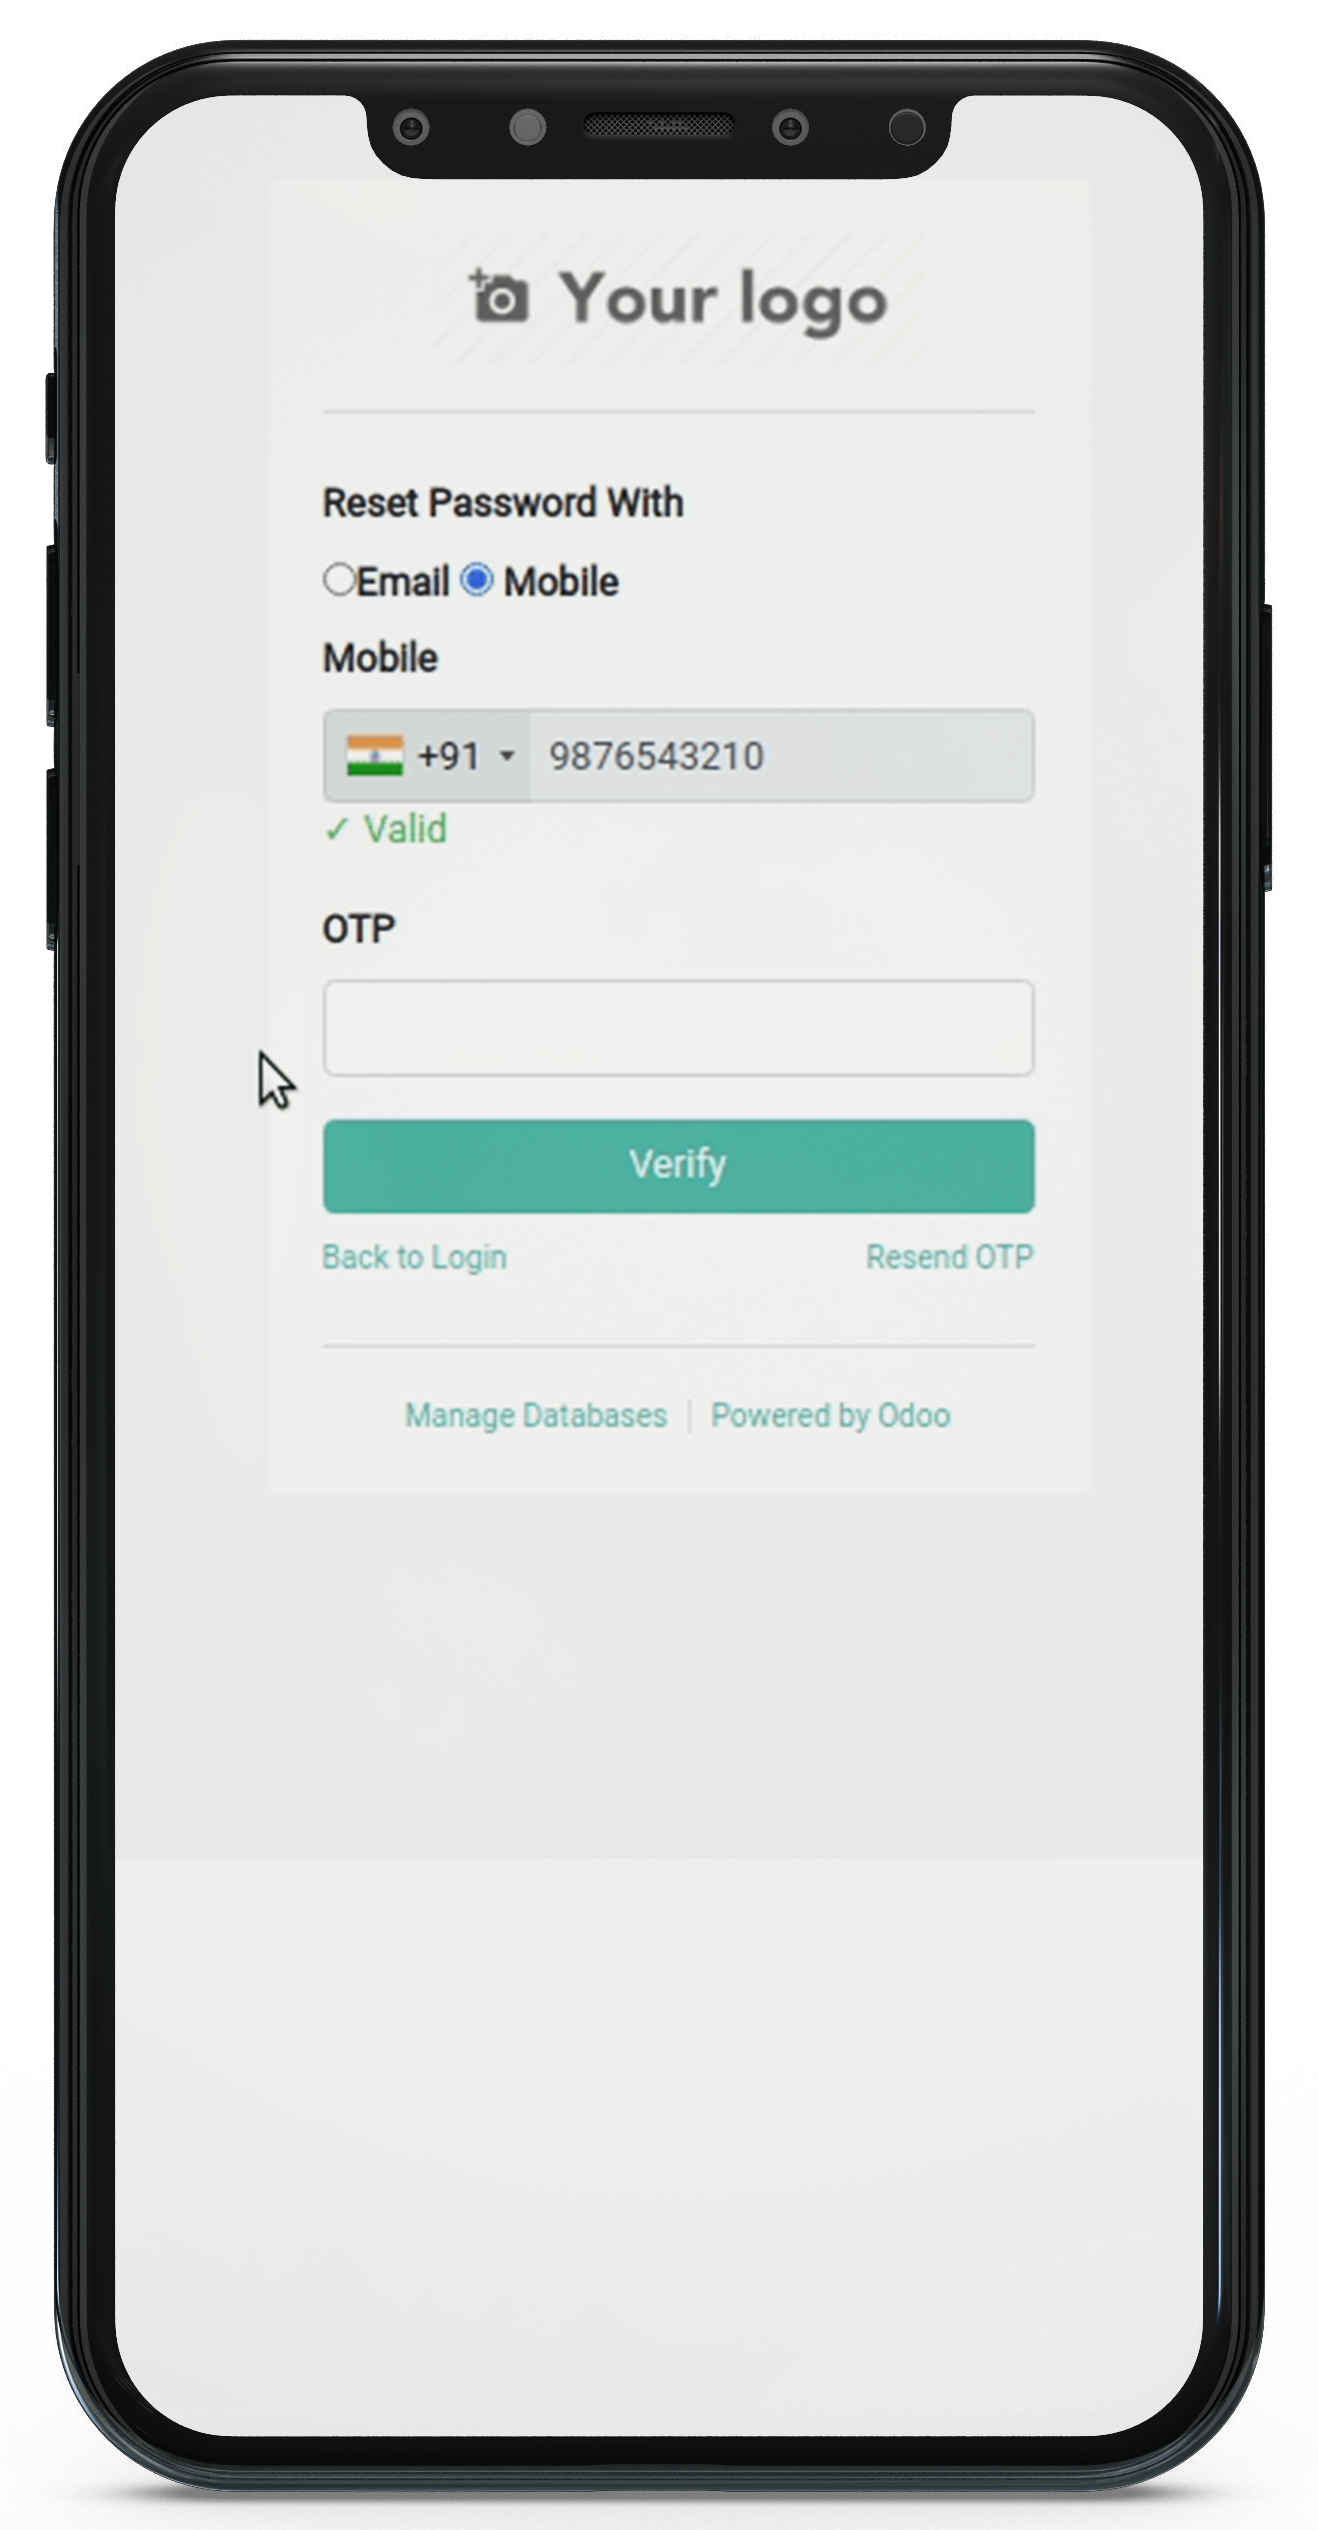 Your logo
Reset Password With
Email Mobile
Mobile
+91 9876543210
✓ Valid
OTP
Verify
Back to Login Resend OTP
Manage Databases | Powered by Odoo